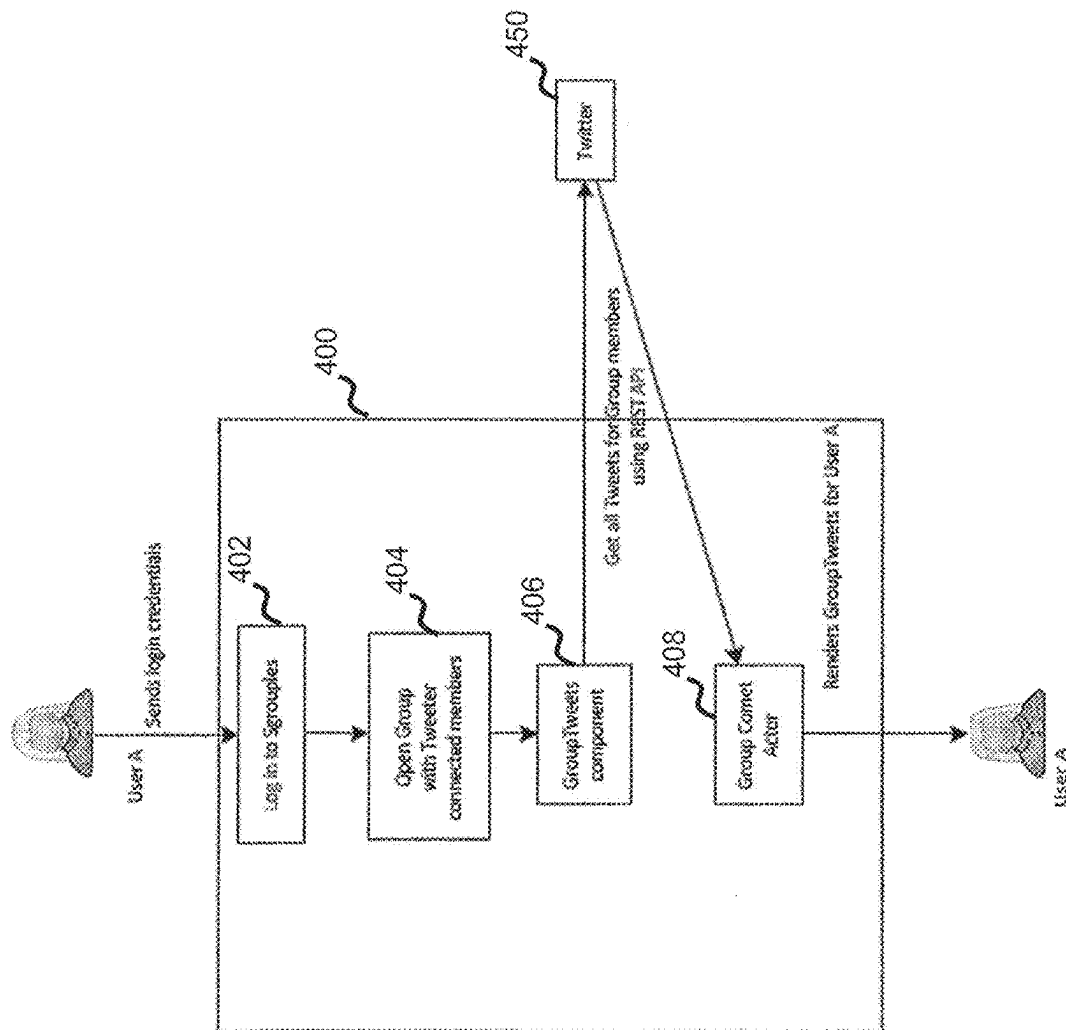 User A
Sends login credentials
400
402
Log in to Sgrouples
404
Open Group
with Tweeter
connected members
406
GroupTweets
component
Get all Tweets for Group members
using REST API
450
Twitter
408
Group Comet
Actor
Renders GroupTweets for User A
User A